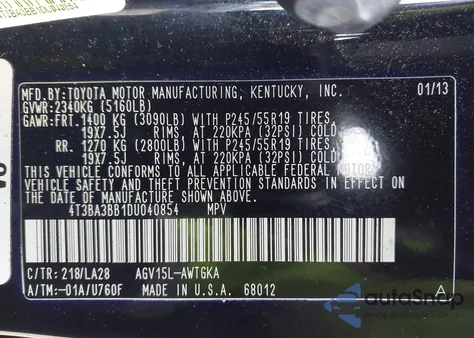 MFD.BY:TOYOTA MOTOR MANUFACTURING, KENTUCKY, INC. 01/13
GVWR:2340KG (5160LB)
GAWR:FRT. 1400 KG (3090LB) WITH P245/55R19 TIRES,
19X7.5J RIMS, AT 220KPA (32PSI) COLD
RR. 1270 KG (2800LB) WITH P245/55R19 TIRES,
19X7.5J RIMS, AT 220KPA (32PSI) COLD
THIS VEHICLE CONFORMS TO ALL APPLICABLE FEDERAL MOTOR
VEHICLE SAFETY AND THEFT PREVENTION STANDARDS IN EFFECT ON
THE DATE OF MANUFACTURE SHOWN ABOVE.
4T3BA3BB1DU040854 MPV
C/TR:218/LA28 AGV15L-AWTGKA
A/TM:-01A/U760F MADE IN U.S.A. 68012 A
autoSnap